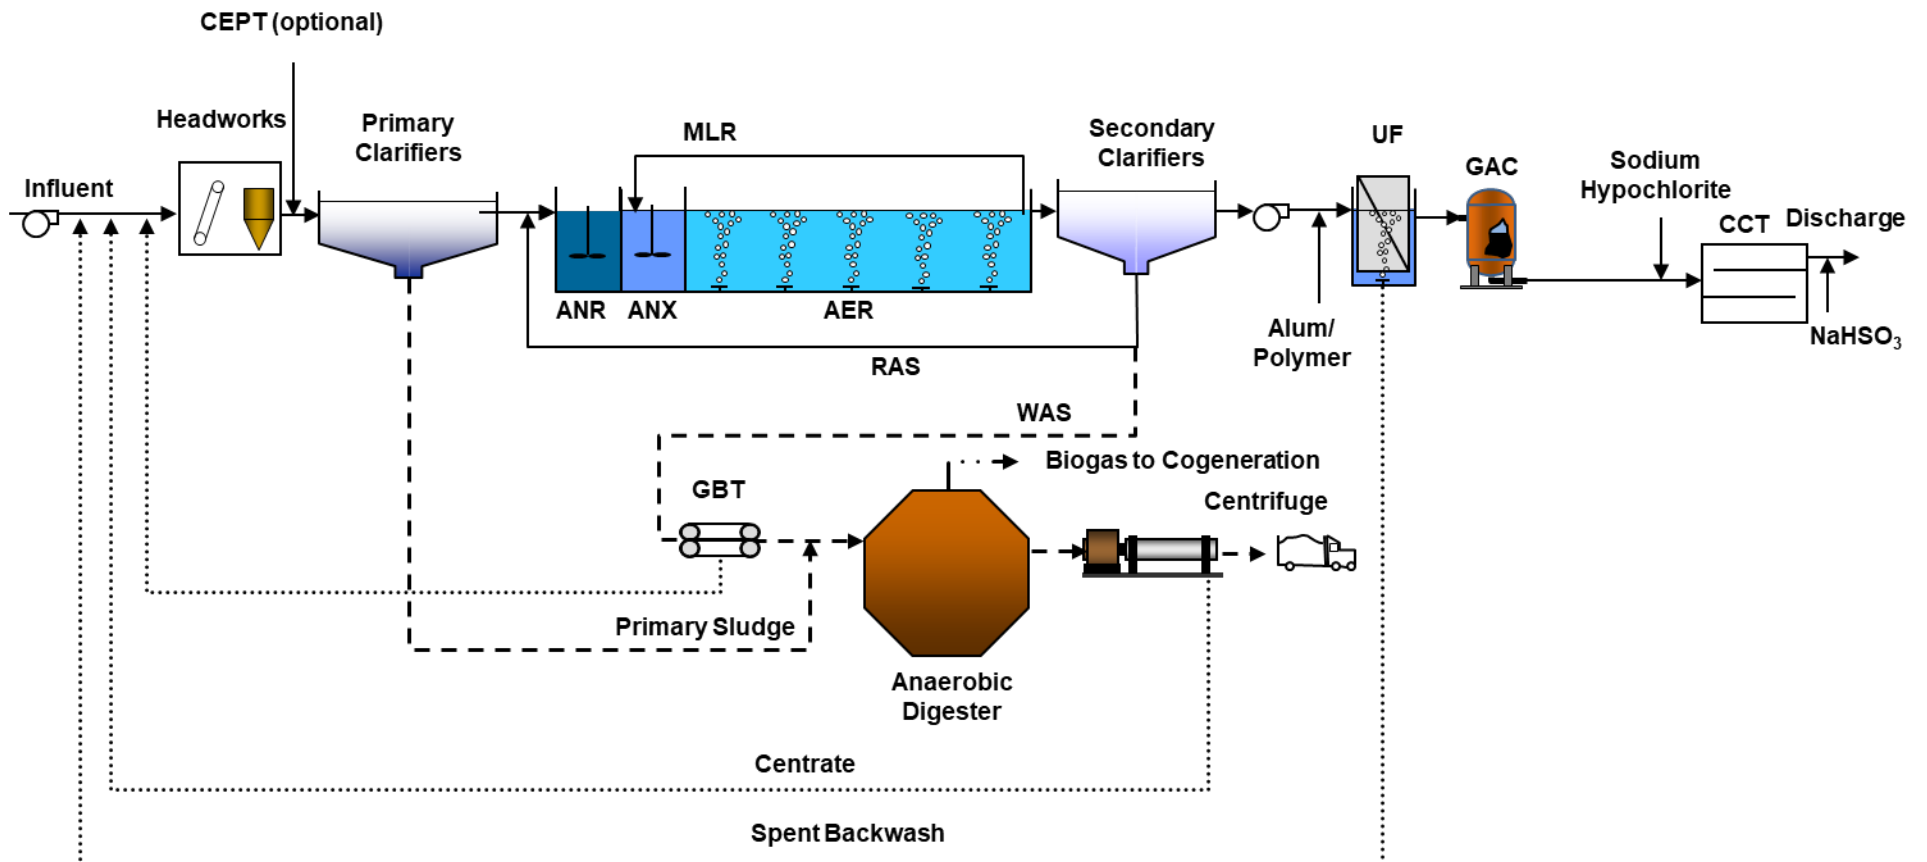 CEPT (optional)
Headworks
Primary
Clarifiers
MLR
Secondary
Clarifiers
UF
GAC
Sodium
Hypochlorite
Influent
CCT
Discharge
ANR
ANX
AER
Alum/
Polymer
NaHSO₃
RAS
WAS
Biogas to Cogeneration
GBT
Centrifuge
Primary Sludge
Anaerobic
Digester
Centrate
Spent Backwash